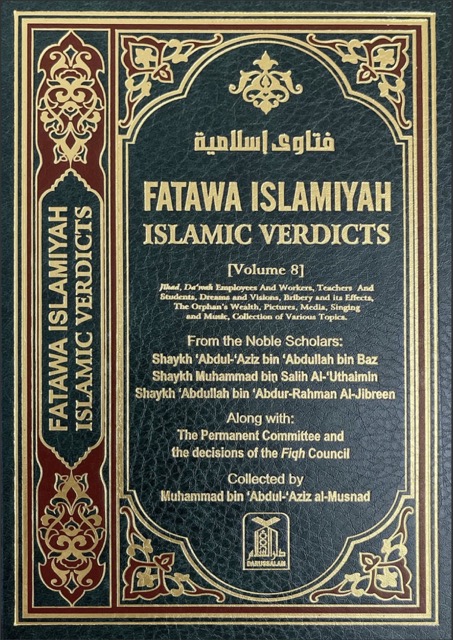 FATAWA ISLAMIYAH
ISLAMIC VERDICTS
فتاوى إسلامية
FATAWA ISLAMIYAH
ISLAMIC VERDICTS
[Volume 8]
Jihad, Da'wah Employees And Workers, Teachers And
Students, Dreams and Visions, Bribery and its Effects,
The Orphan's Wealth, Pictures, Media, Singing
and Music, Collection of Various Topics.
From the Noble Scholars:
Shaykh 'Abdul-'Aziz bin 'Abdullah bin Baz
Shaykh Muhammad bin Salih Al-'Uthaimin
Shaykh 'Abdullah bin 'Abdur-Rahman Al-Jibreen
Along with:
The Permanent Committee and
the decisions of the Fiqh Council
Collected by
Muhammad bin 'Abdul-'Aziz al-Musnad
DARUSSALAM